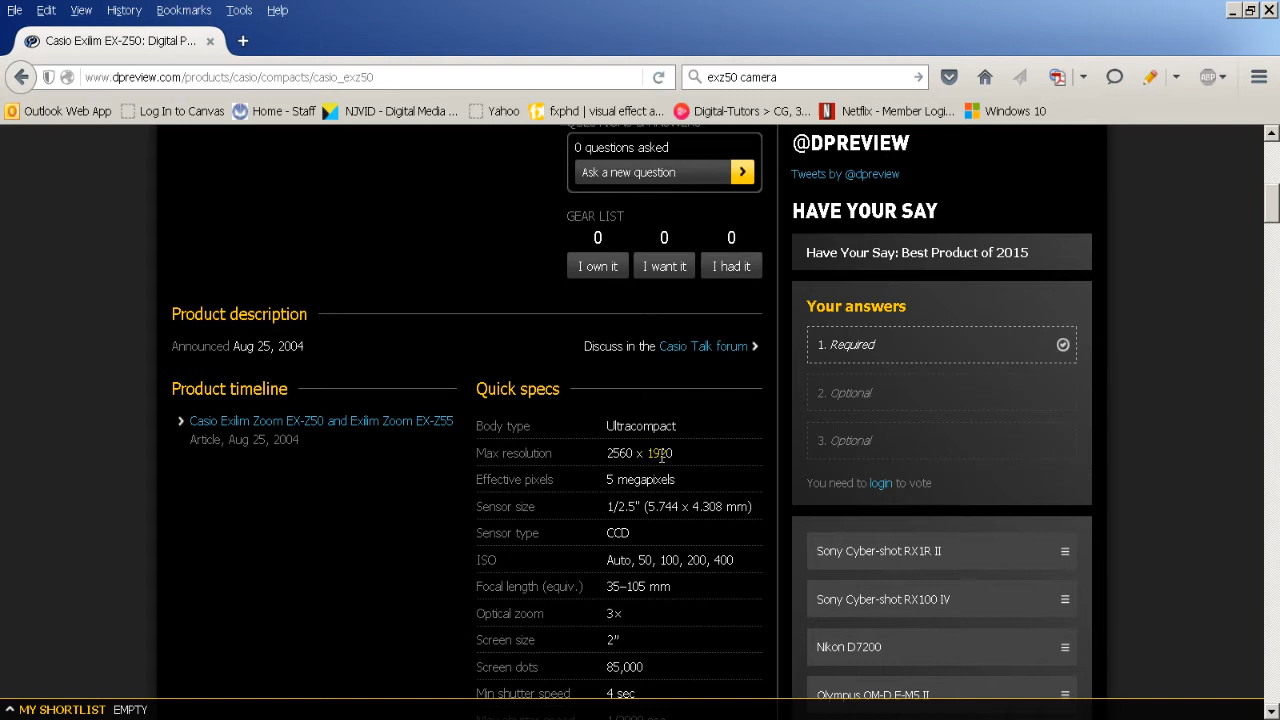 File Edit View History Bookmarks Tools Help
Casio Exilim EX-Z50: Digital P...
www.dpreview.com/products/casio/compacts/casio_exz50
exz50 camera
ABP
Outlook Web App Log In to Canvas Home - Staff NJVID - Digital Media ... Yahoo fxphd | visual effect a... Digital-Tutors > CG, 3... Netflix - Member Logi... Windows 10
QUESTIONS & ANSWERS
0 questions asked
Ask a new question
GEAR LIST
0 0 0
I own it I want it I had it
Product description
Announced Aug 25, 2004
Discuss in the Casio Talk forum
Product timeline
Casio Exilim Zoom EX-Z50 and Exilim Zoom EX-Z55
Article, Aug 25, 2004
Quick specs
Body type Ultracompact
Max resolution 2560 x 1920
Effective pixels 5 megapixels
Sensor size 1/2.5" (5.744 x 4.308 mm)
Sensor type CCD
ISO Auto, 50, 100, 200, 400
Focal length (equiv.) 35–105 mm
Optical zoom 3×
Screen size 2"
Screen dots 85,000
Min shutter speed 4 sec
@DPREVIEW
Tweets by @dpreview
HAVE YOUR SAY
Have Your Say: Best Product of 2015
Your answers
1. Required
2. Optional
3. Optional
You need to login to vote
Sony Cyber-shot RX1R II
Sony Cyber-shot RX100 IV
Nikon D7200
Olympus OM-D E-M5 II
MY SHORTLIST EMPTY